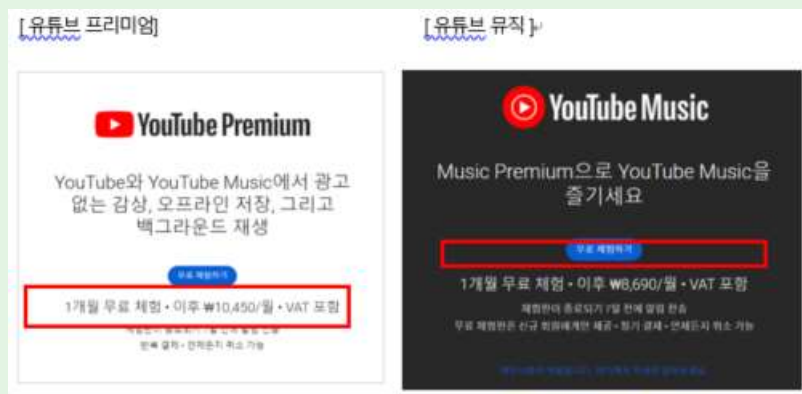 [ 유튜브 프리미엄]
YouTube Premium
YouTube와 YouTube Music에서 광고
없는 감상, 오프라인 저장, 그리고
백그라운드 재생
무료 체험하기
1개월 무료 체험 • 이후 ₩10,450/월 • VAT 포함
반복 결제 • 언제든지 취소 가능
[ 유튜브 뮤직 ]
YouTube Music
Music Premium으로 YouTube Music을
즐기세요
무료 체험하기
1개월 무료 체험 • 이후 ₩8,690/월 • VAT 포함
체험판이 종료되기 7일 전에 알림 전송
무료 체험판은 신규 회원에게만 제공 • 정기 결제 • 언제든지 취소 가능